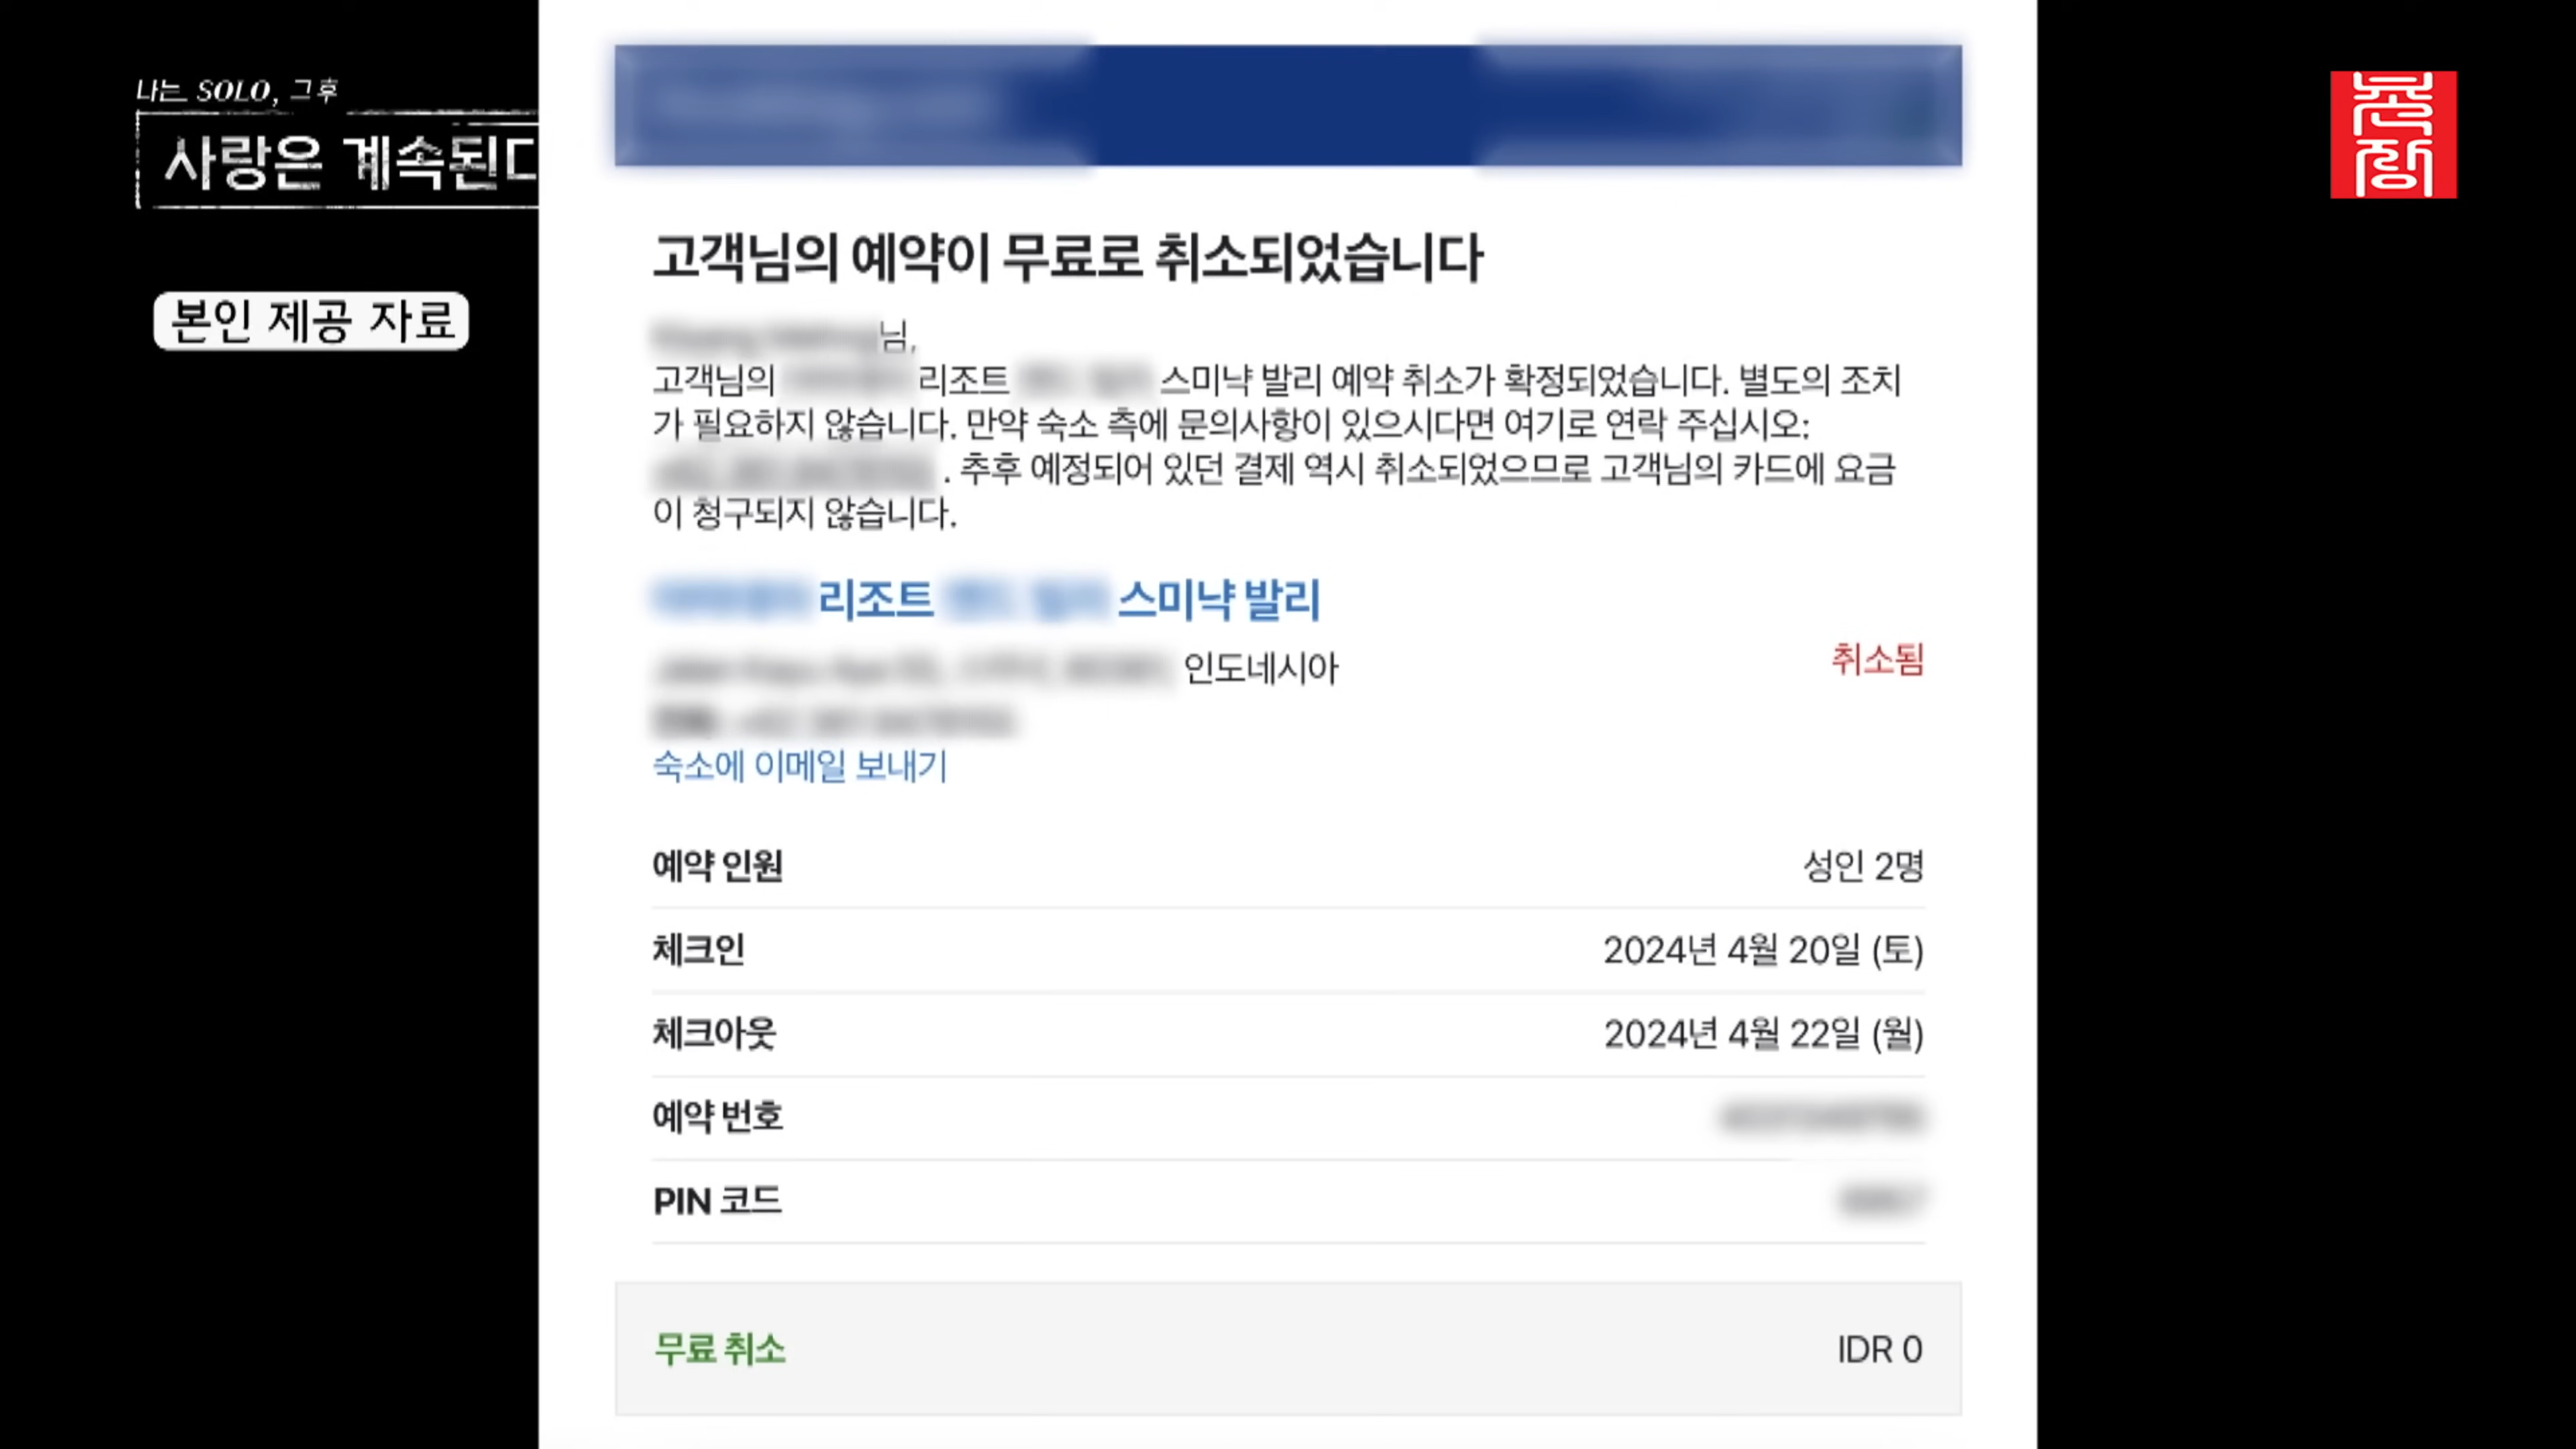 나는 SOLO, 그후
사랑은 계속된다
본인 제공 자료
촌장
고객님의 예약이 무료로 취소되었습니다
님,
고객님의 리조트 스미냑 발리 예약 취소가 확정되었습니다. 별도의 조치
가 필요하지 않습니다. 만약 숙소 측에 문의사항이 있으시다면 여기로 연락 주십시오:
. 추후 예정되어 있던 결제 역시 취소되었으므로 고객님의 카드에 요금
이 청구되지 않습니다.
리조트 스미냑 발리
인도네시아
취소됨
숙소에 이메일 보내기
예약 인원 성인 2명
체크인 2024년 4월 20일 (토)
체크아웃 2024년 4월 22일 (월)
예약 번호
PIN 코드
무료 취소 IDR 0